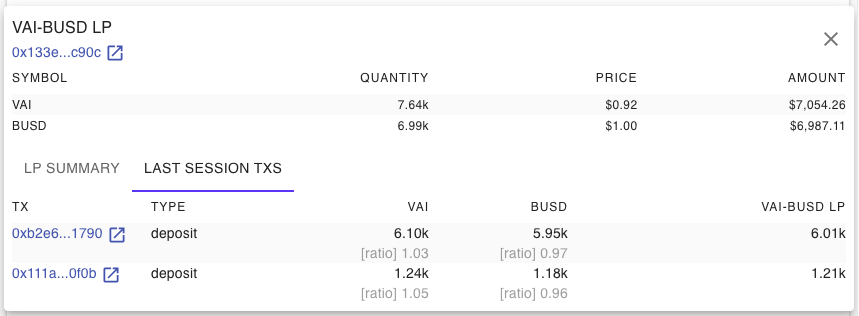 VAI-BUSD LP
0x133e...c90c
SYMBOL QUANTITY PRICE AMOUNT
VAI 7.64k $0.92 $7,054.26
BUSD 6.99k $1.00 $6,987.11
LP SUMMARY LAST SESSION TXS
TX TYPE VAI BUSD VAI-BUSD LP
0xb2e6...1790 deposit 6.10k 5.95k 6.01k
[ratio] 1.03 [ratio] 0.97
0x111a...0f0b deposit 1.24k 1.18k 1.21k
[ratio] 1.05 [ratio] 0.96